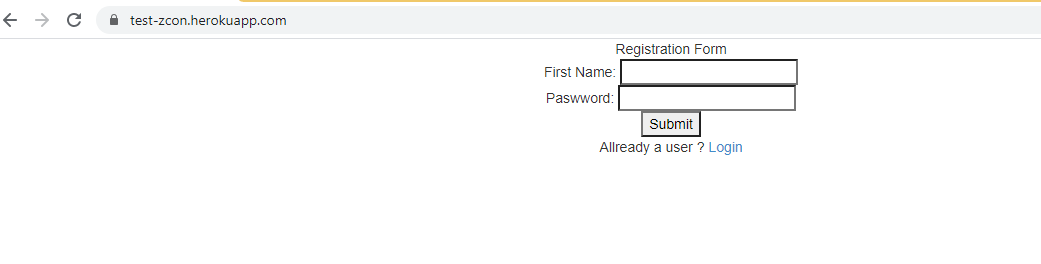 test-zcon.herokuapp.com
Registration Form
First Name:
Paswword:
Submit
Allready a user ? Login